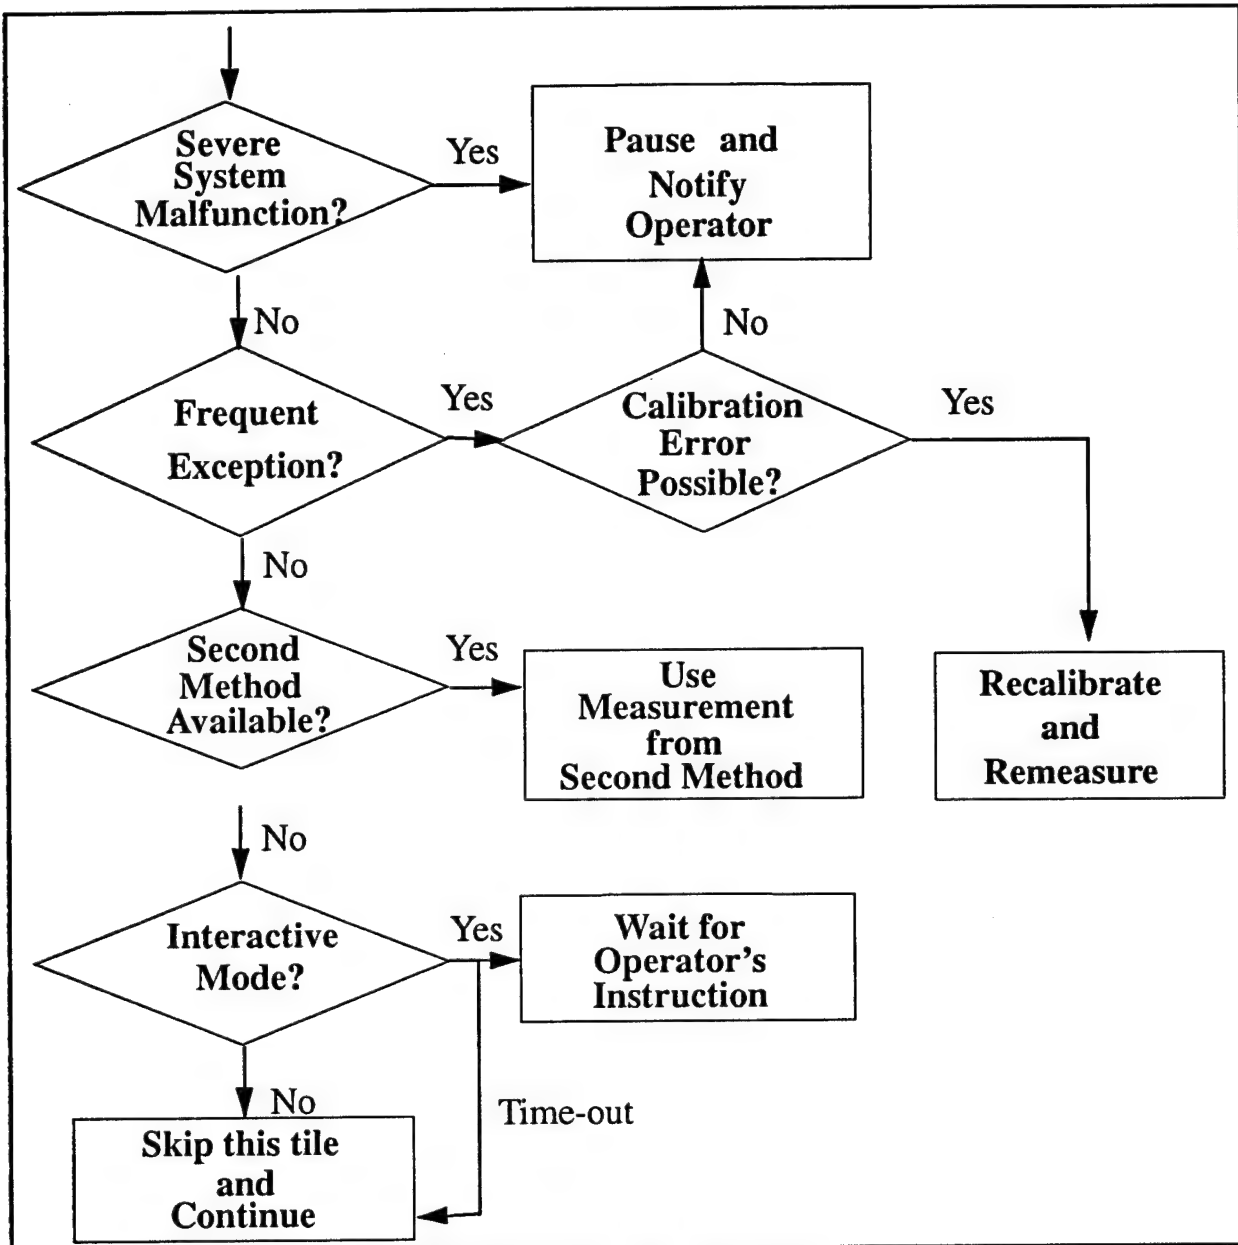 Severe
System
Malfunction?
Yes
Pause and
Notify
Operator
No
No
Frequent
Exception?
Yes
Calibration
Error
Possible?
Yes
No
Second
Method
Available?
Yes
Use
Measurement
from
Second Method
Recalibrate
and
Remeasure
No
Interactive
Mode?
Yes
Wait for
Operator's
Instruction
No
Time-out
Skip this tile
and
Continue